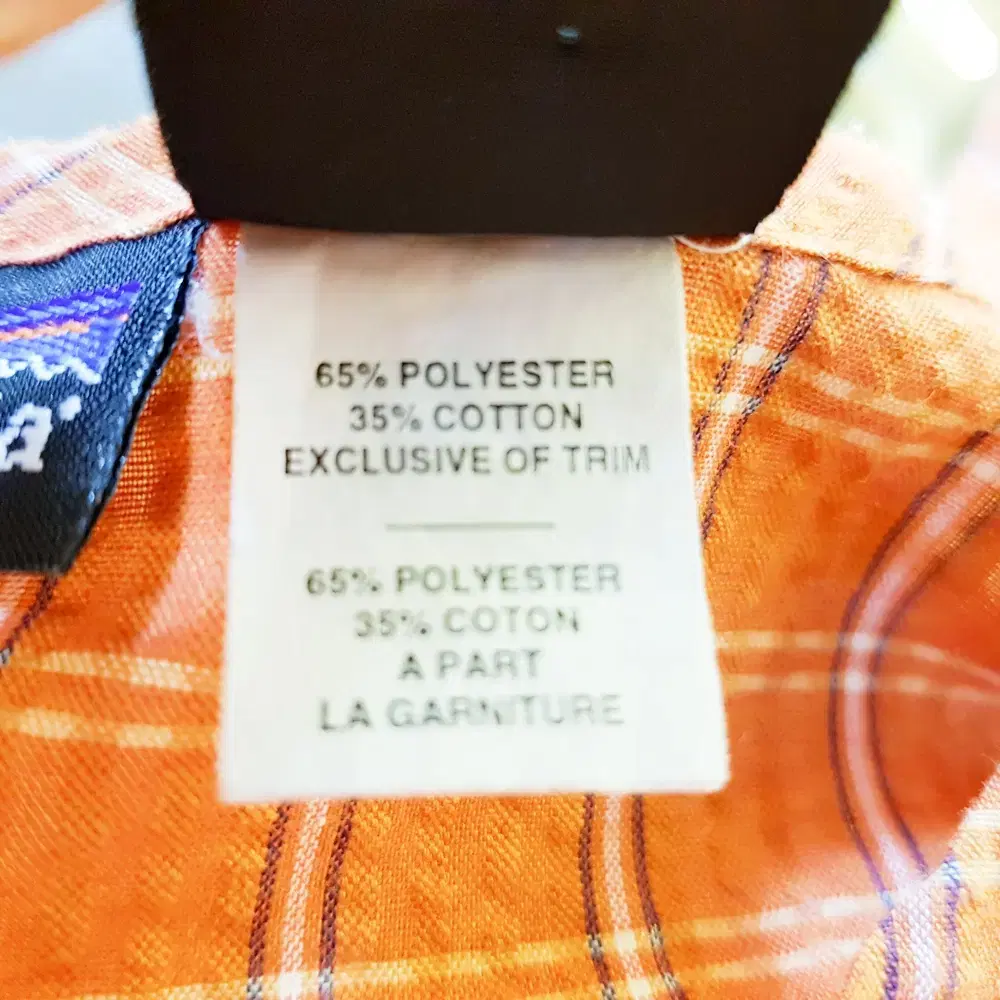 65% POLYESTER
35% COTTON
EXCLUSIVE OF TRIM
65% POLYESTER
35% COTON
A PART
LA GARNITURE